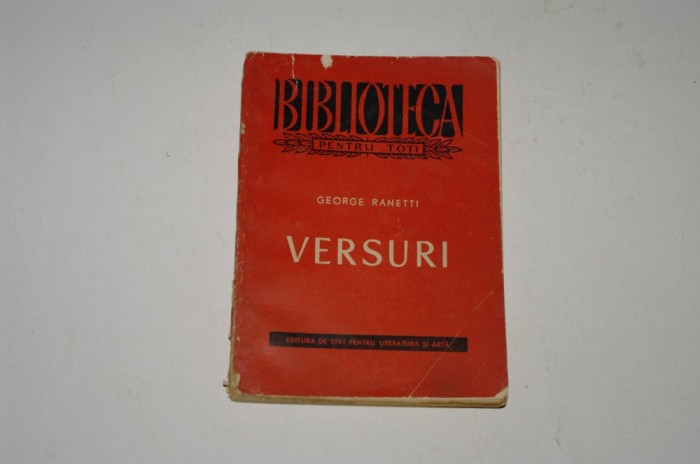 BIBLIOTECA
PENTRU TOȚI
GEORGE RANETTI
VERSURI
EDITURA DE STAT PENTRU LITERATURĂ ȘI ARTĂ